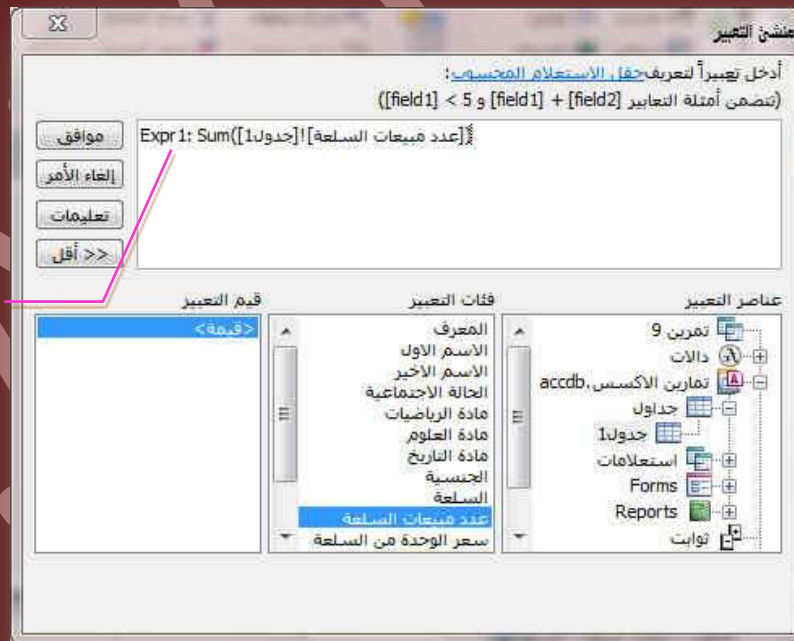 منشئ التعبير
أدخل تعبيراً لتعريف حقل الاستعلام المحسوب:
(تتضمن أمثلة التعابير [field1] + [field2] و [field1] < 5)
Expr1: Sum([جدول1]![عدد مبيعات السلعة])
موافق
إلغاء الأمر
تعليمات
<< أقل
عناصر التعبير
تمرين 9
دالات
تمارين الاكسس.accdb
جداول
جدول1
استعلامات
Forms
Reports
ثوابت
فئات التعبير
المعرف
الاسم الاول
الاسم الاخير
الحالة الاجتماعية
مادة الرياضيات
مادة العلوم
مادة التاريخ
الجنسية
السلعة
عدد مبيعات السلعة
سعر الوحدة من السلعة
قيم التعبير
<قيمة>